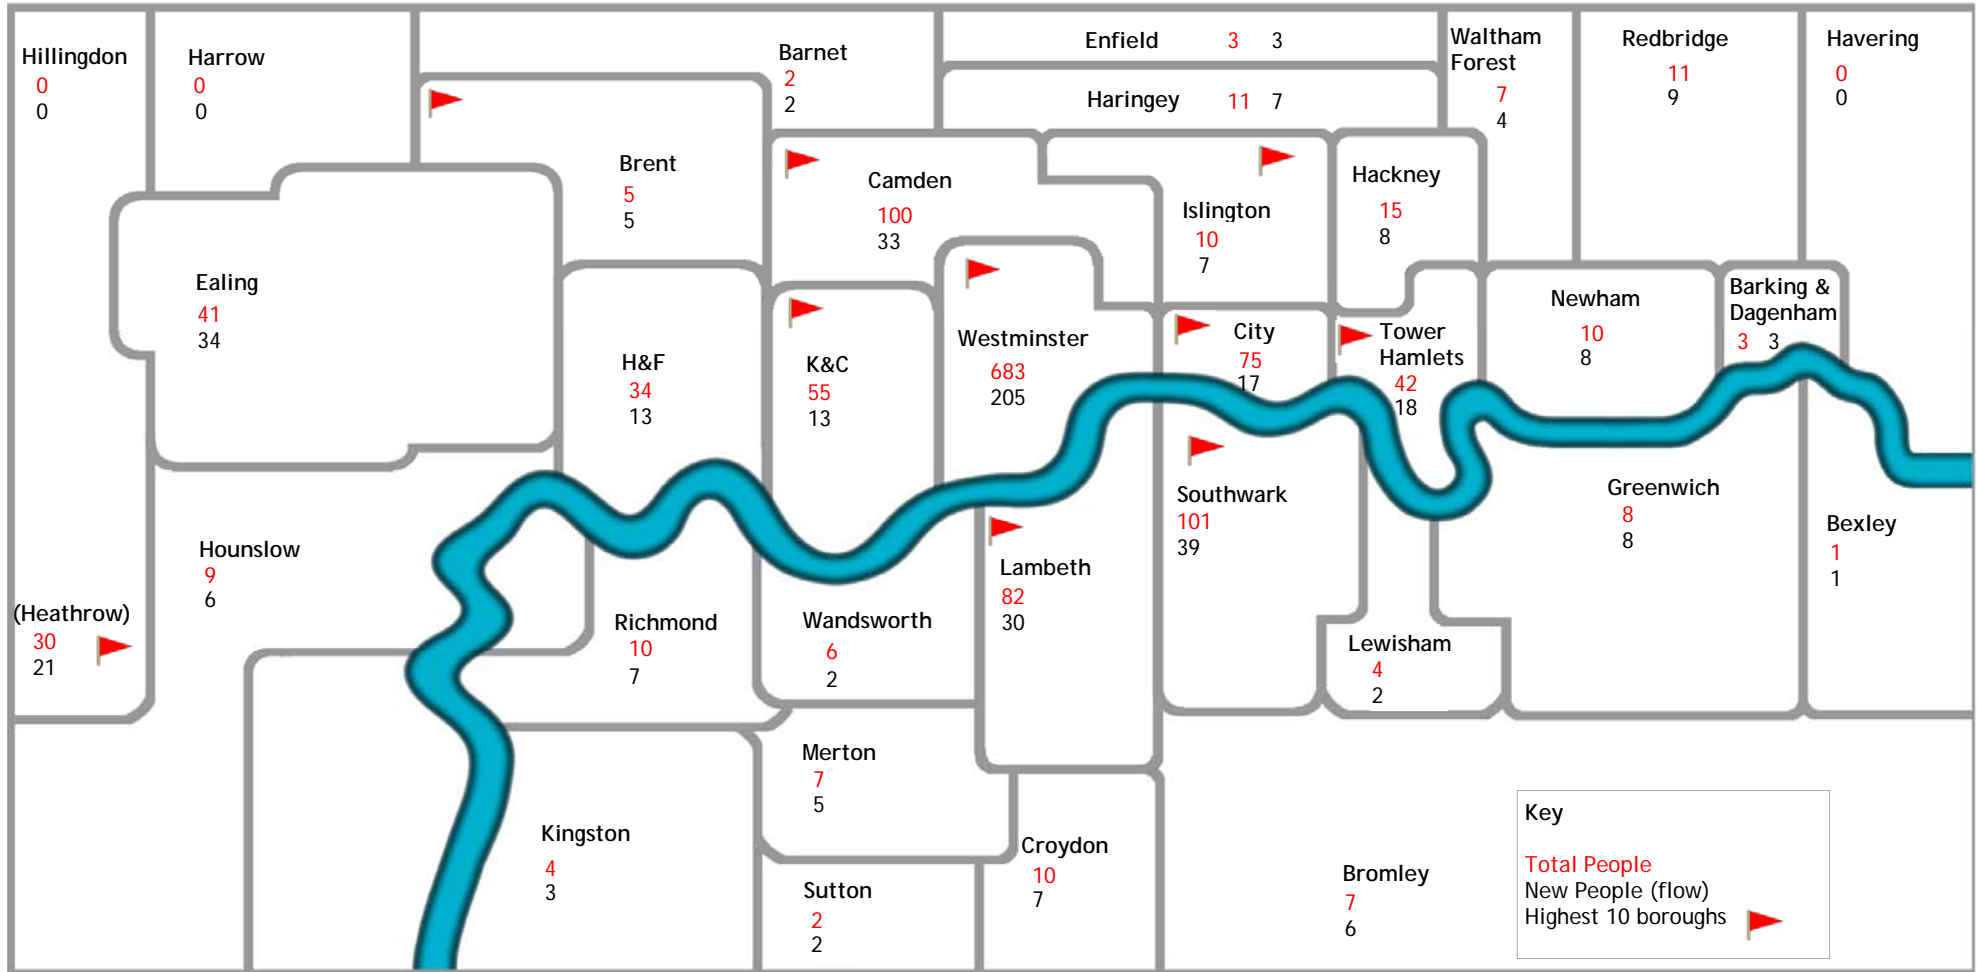 Hillingdon
0
0
Harrow
0
0
Barnet
2
2
Enfield 3 3
Haringey 11 7
Waltham
Forest
7
4
Redbridge
11
9
Havering
0
0
Brent
5
5
Camden
100
33
Islington
10
7
Hackney
15
8
Ealing
41
34
H&F
34
13
K&C
55
13
Westminster
683
205
City
75
17
Tower
Hamlets
42
18
Newham
10
8
Barking &
Dagenham
3 3
Hounslow
9
6
(Heathrow)
30
21
Richmond
10
7
Wandsworth
6
2
Lambeth
82
30
Southwark
101
39
Lewisham
4
2
Greenwich
8
8
Bexley
1
1
Kingston
4
3
Merton
7
5
Sutton
2
2
Croydon
10
7
Bromley
7
6
Key
Total People
New People (flow)
Highest 10 boroughs